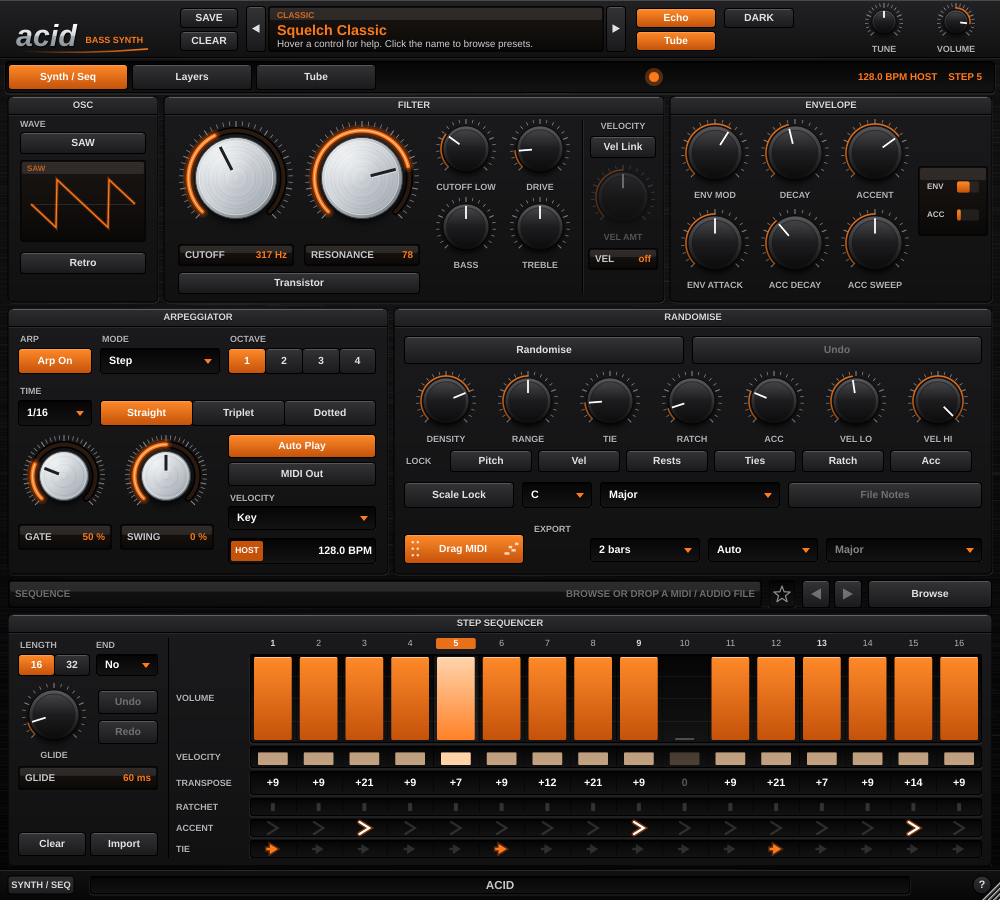 acid BASS SYNTH
SAVE
CLEAR
CLASSIC
Squelch Classic
Hover a control for help. Click the name to browse presets.
Echo
Tube
DARK
TUNE
VOLUME
Synth / Seq
Layers
Tube
128.0 BPM HOST STEP 5
OSC
WAVE
SAW
SAW
Retro
FILTER
CUTOFF 317 Hz
RESONANCE 78
Transistor
CUTOFF LOW
DRIVE
BASS
TREBLE
VELOCITY
Vel Link
VEL AMT
VEL off
ENVELOPE
ENV MOD
DECAY
ACCENT
ENV ATTACK
ACC DECAY
ACC SWEEP
ENV
ACC
ARPEGGIATOR
ARP
MODE
OCTAVE
Arp On
Step
1 2 3 4
TIME
1/16
Straight
Triplet
Dotted
Auto Play
MIDI Out
VELOCITY
Key
GATE 50 %
SWING 0 %
HOST 128.0 BPM
RANDOMISE
Randomise
Undo
DENSITY
RANGE
TIE
RATCH
ACC
VEL LO
VEL HI
LOCK
Pitch
Vel
Rests
Ties
Ratch
Acc
Scale Lock
C
Major
File Notes
EXPORT
Drag MIDI
2 bars
Auto
Major
SEQUENCE
BROWSE OR DROP A MIDI / AUDIO FILE
Browse
STEP SEQUENCER
LENGTH
END
16 32
No
Undo
Redo
GLIDE
GLIDE 60 ms
Clear
Import
1 2 3 4 5 6 7 8 9 10 11 12 13 14 15 16
VOLUME
VELOCITY
TRANSPOSE +9 +9 +21 +9 +7 +9 +12 +21 +9 0 +9 +21 +7 +9 +14 +9
RATCHET
ACCENT
TIE
SYNTH / SEQ
ACID
?